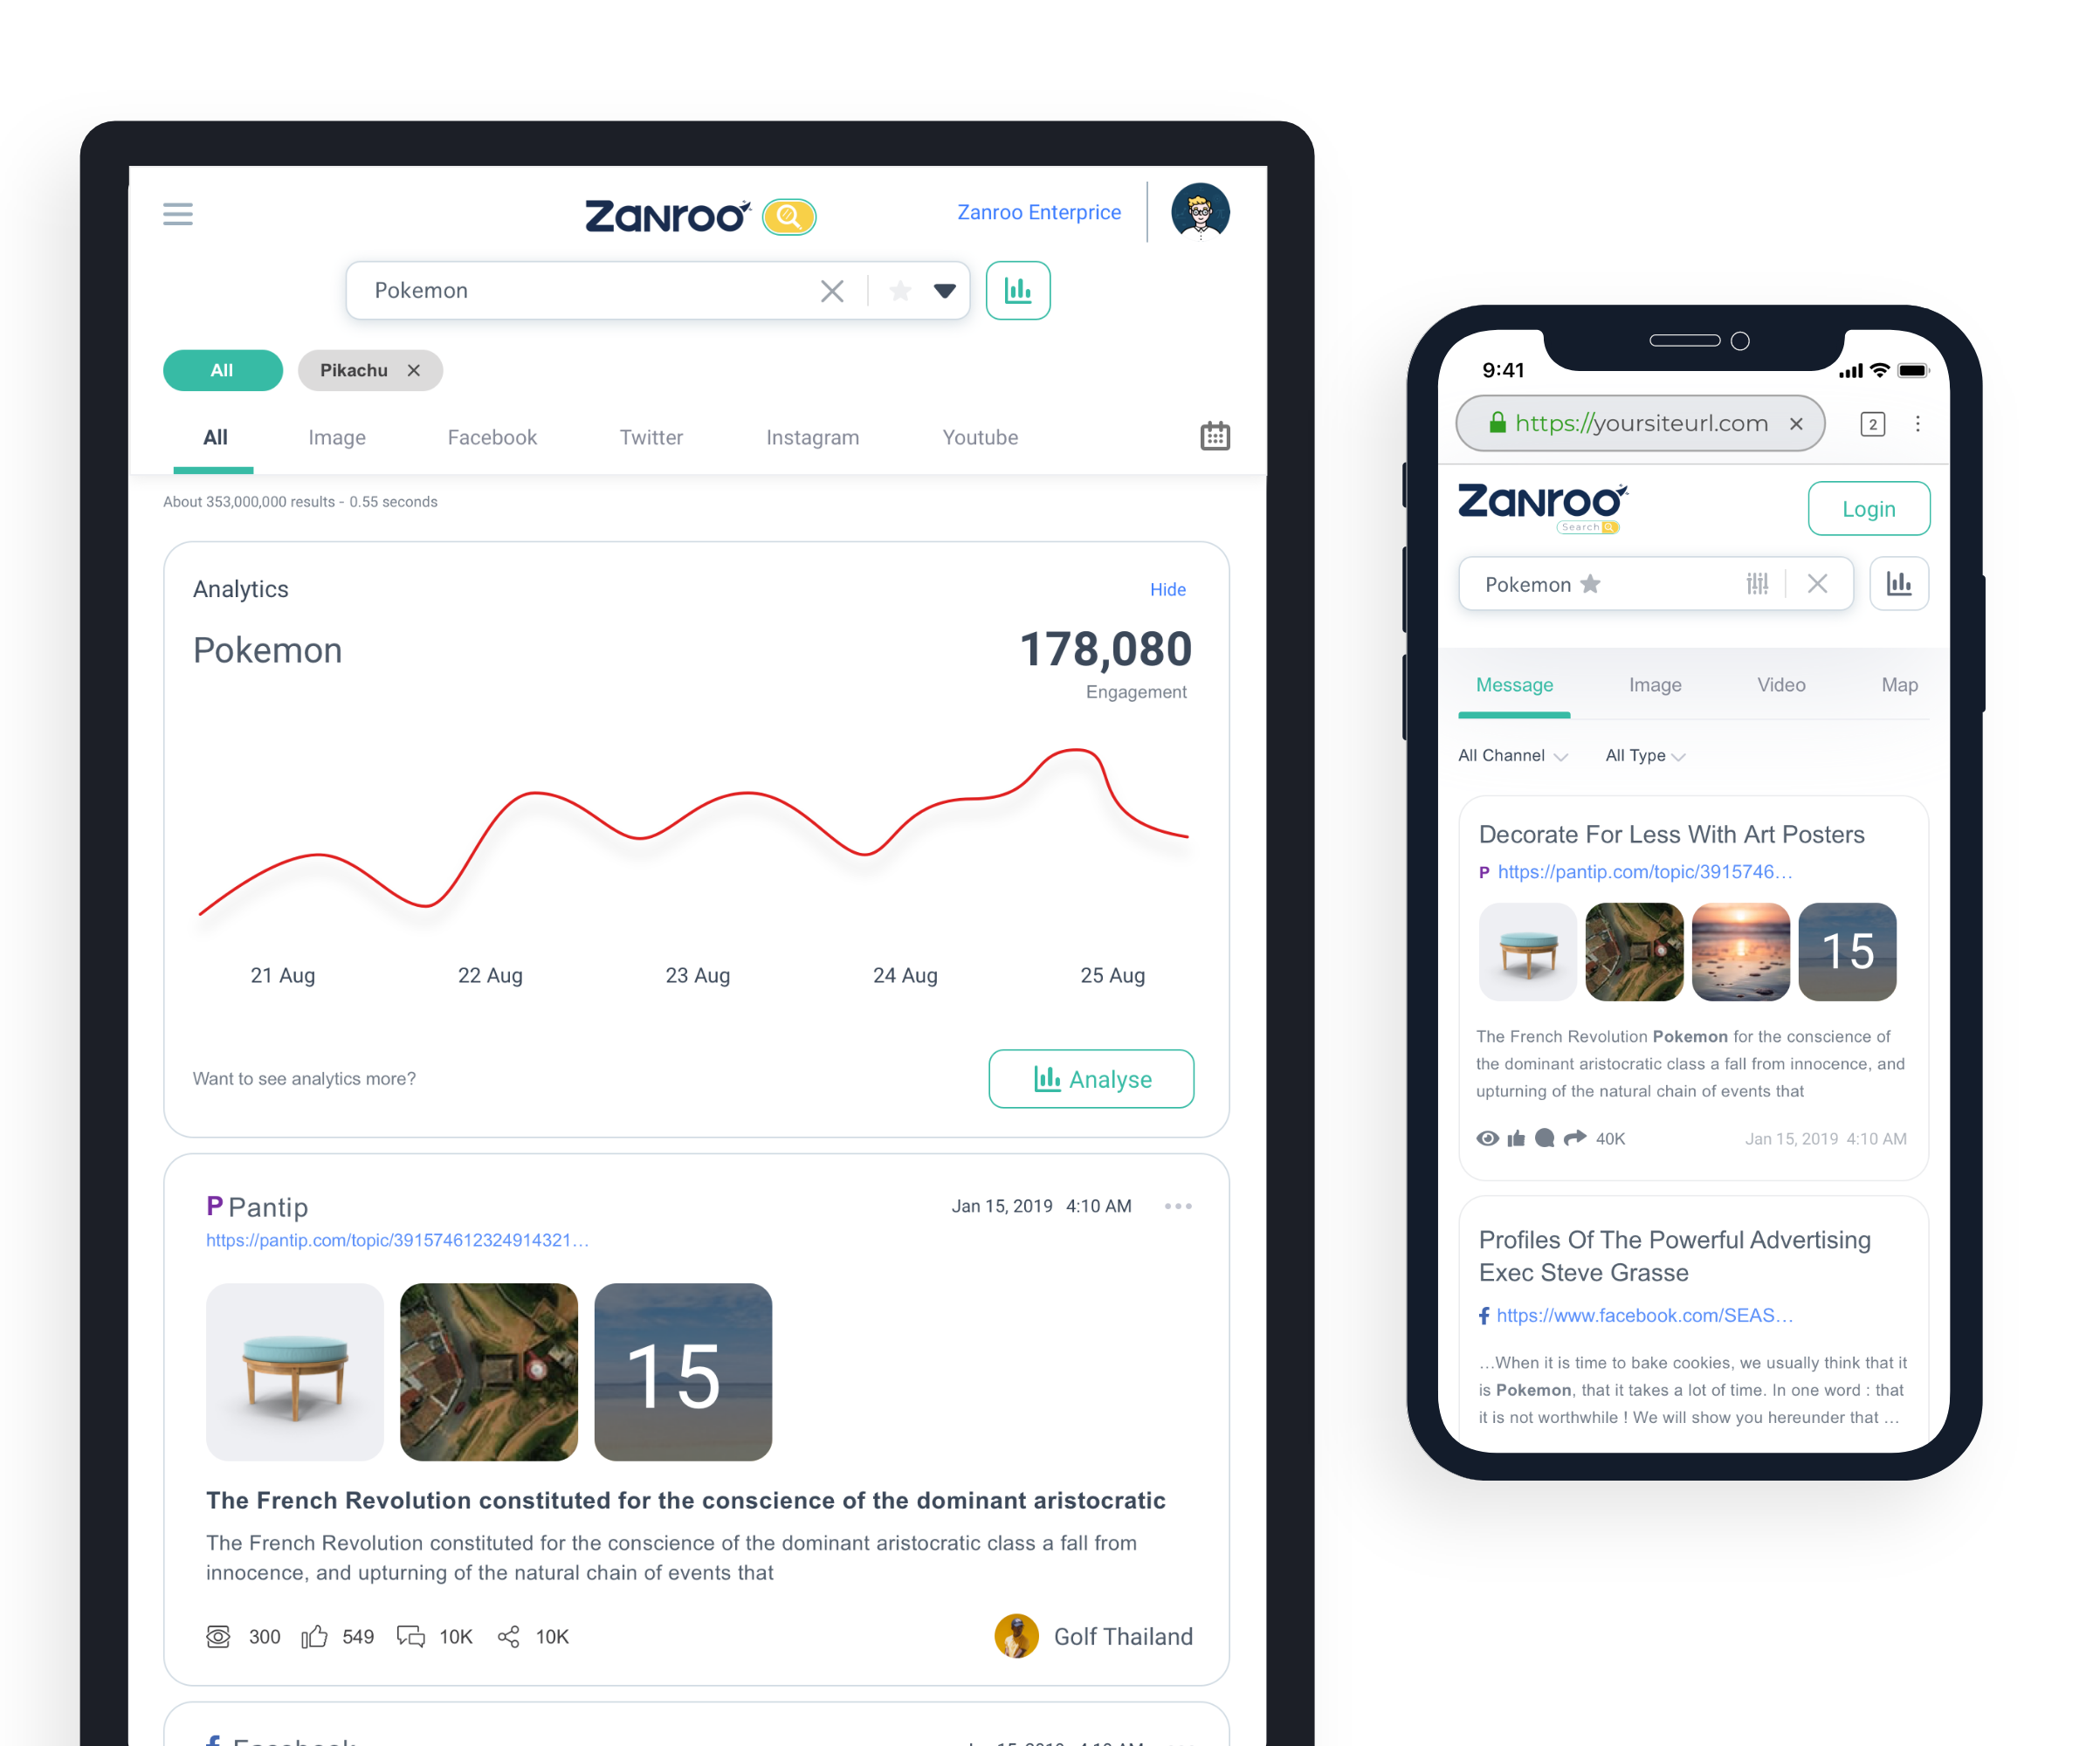 Zanroo
Zanroo Enterprice
Pokemon
All
Pikachu
All
Image
Facebook
Twitter
Instagram
Youtube
About 353,000,000 results - 0.55 seconds
Analytics
Hide
Pokemon
178,080
Engagement
21 Aug
22 Aug
23 Aug
24 Aug
25 Aug
Want to see analytics more?
Analyse
P Pantip
Jan 15, 2019 4:10 AM
https://pantip.com/topic/391574612324914321...
15
The French Revolution constituted for the conscience of the dominant aristocratic
The French Revolution constituted for the conscience of the dominant aristocratic class a fall from
innocence, and upturning of the natural chain of events that
300
549
10K
10K
Golf Thailand
f Facebook
Jan 15, 2019 4:10 AM
9:41
https://yoursiteurl.com
2
Zanroo
Search
Login
Pokemon
Message
Image
Video
Map
All Channel
All Type
Decorate For Less With Art Posters
P https://pantip.com/topic/3915746...
15
The French Revolution Pokemon for the conscience of
the dominant aristocratic class a fall from innocence, and
upturning of the natural chain of events that
40K
Jan 15, 2019 4:10 AM
Profiles Of The Powerful Advertising
Exec Steve Grasse
f https://www.facebook.com/SEAS...
...When it is time to bake cookies, we usually think that it
is Pokemon, that it takes a lot of time. In one word : that
it is not worthwhile ! We will show you hereunder that ...